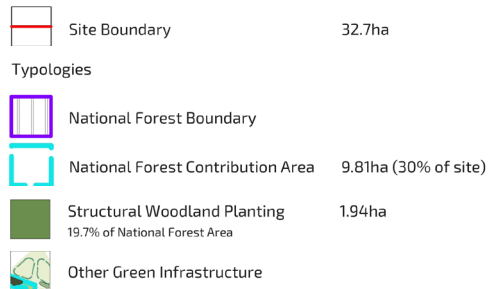 Site Boundary 32.7ha
Typologies
National Forest Boundary
National Forest Contribution Area 9.81ha (30% of site)
Structural Woodland Planting 1.94ha
19.7% of National Forest Area
Other Green Infrastructure